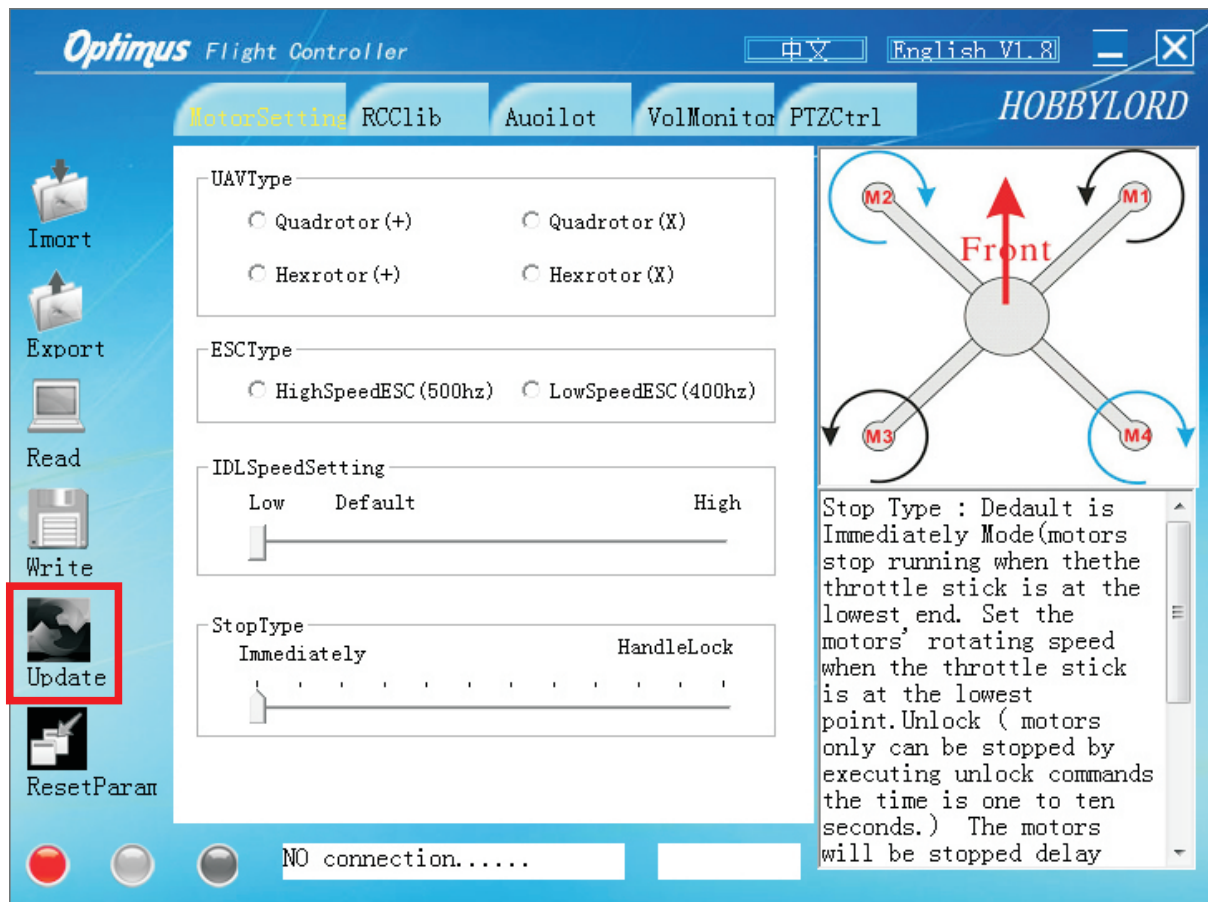 Optimus Flight Controller
中文
English V1.8
HOBBYLORD
MotorSetting
RCClib
Auoilot
VolMonitor
PTZCtrl
Imort
Export
Read
Write
Update
ResetParam
UAVType
Quadrotor(+)
Quadrotor(X)
Hexrotor(+)
Hexrotor(X)
ESCType
HighSpeedESC(500hz)
LowSpeedESC(400hz)
IDLSpeedSetting
Low
Default
High
StopType
Immediately
HandleLock
NO connection......
M2
M1
Front
M3
M4
Stop Type : Dedault is
Immediately Mode(motors
stop running when thethe
throttle stick is at the
lowest end. Set the
motors' rotating speed
when the throttle stick
is at the lowest
point.Unlock ( motors
only can be stopped by
executing unlock commands
the time is one to ten
seconds.) The motors
will be stopped delay